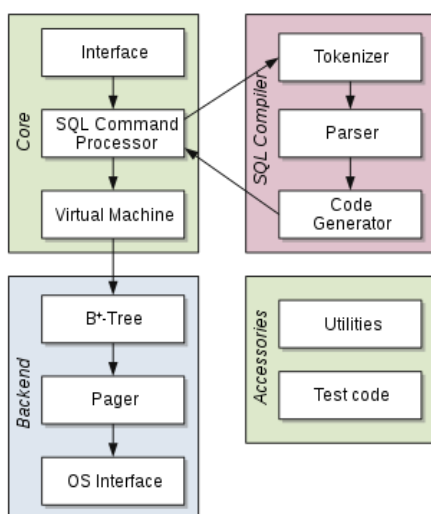 Core
Interface
SQL Command
Processor
Virtual Machine
SQL Compiler
Tokenizer
Parser
Code
Generator
Backend
B+-Tree
Pager
OS Interface
Accessories
Utilities
Test code